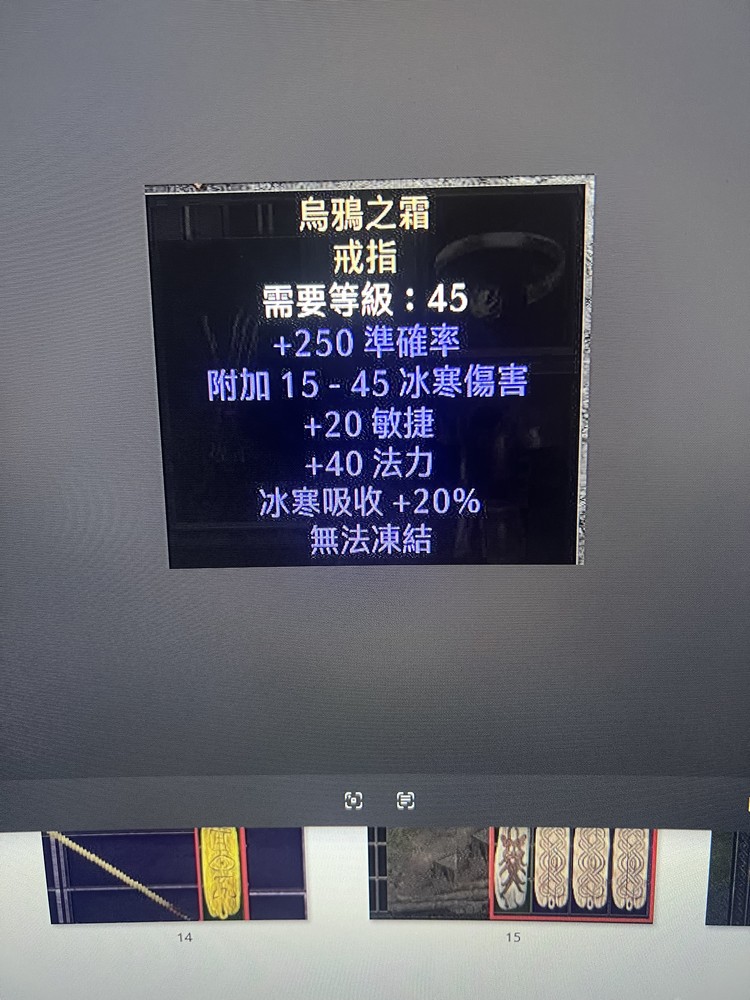 烏鴉之霜
戒指
需要等級：45
+250 準確率
附加 15 - 45 冰寒傷害
+20 敏捷
+40 法力
冰寒吸收 +20%
無法凍結
14
15